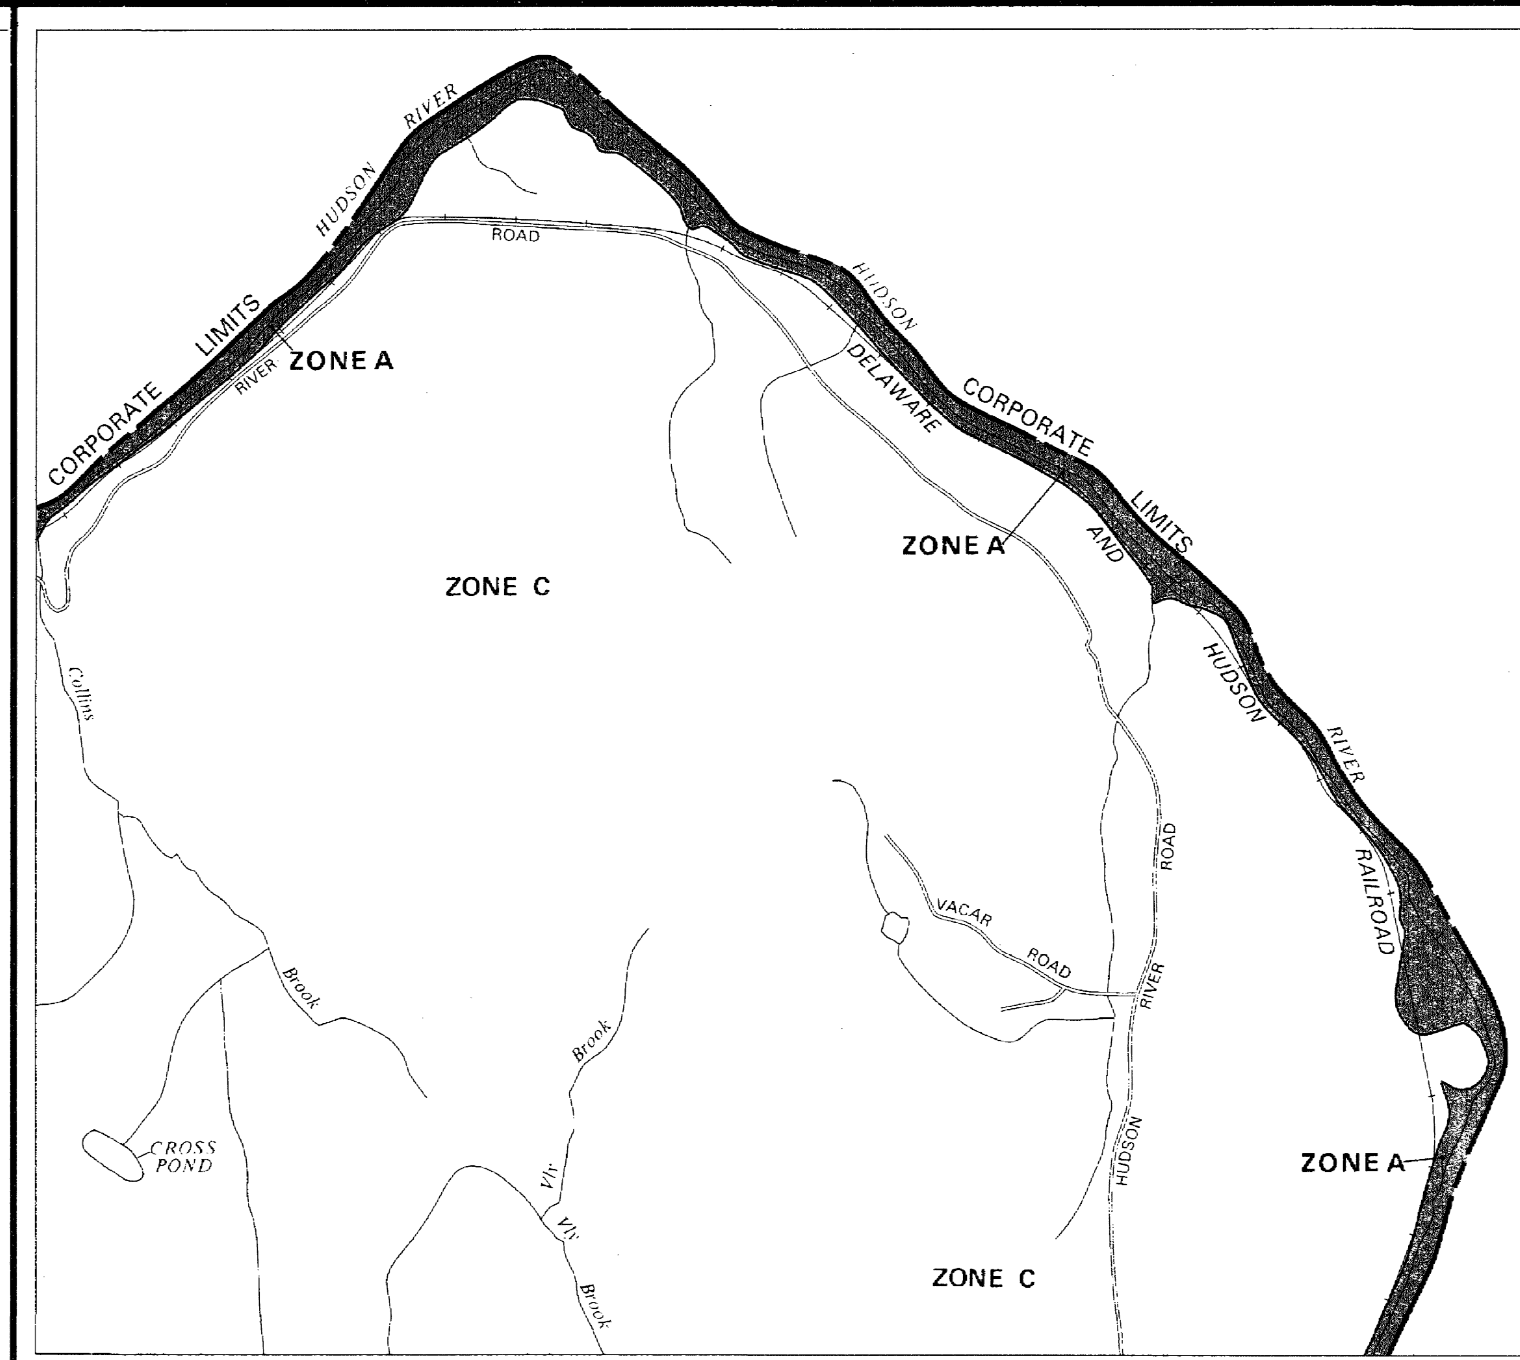 HUDSON RIVER
ROAD
CORPORATE LIMITS
RIVER
ZONE A
HUDSON
DELAWARE
CORPORATE
LIMITS
ZONE A
AND
ZONE C
HUDSON
RIVER
Collins
ROAD
RAILROAD
VACAR
ROAD
RIVER
Brook
Brook
CROSS
POND
HUDSON
ZONE A
Vly
Vly
ZONE C
Brook